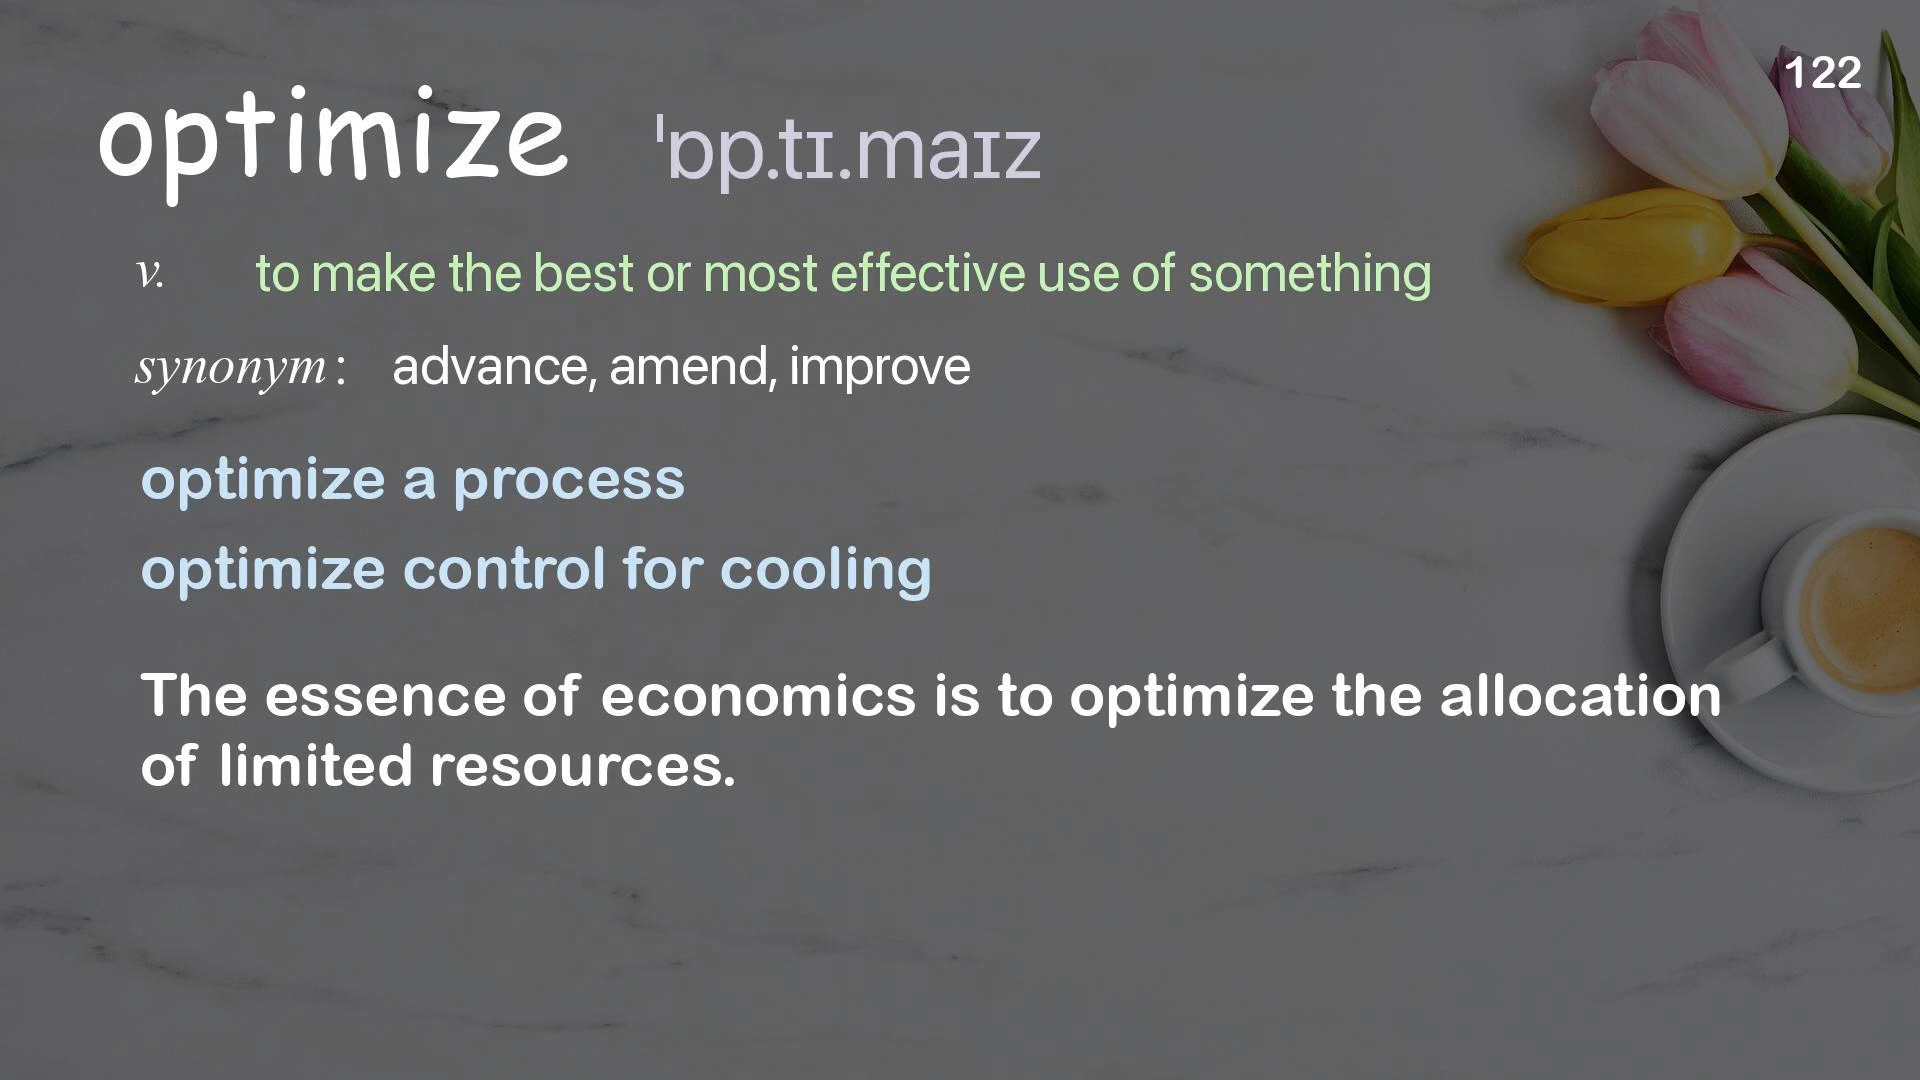 122
optimize ˈɒp.tɪ.maɪz
v. to make the best or most effective use of something
synonym : advance, amend, improve
optimize a process
optimize control for cooling
The essence of economics is to optimize the allocation
of limited resources.